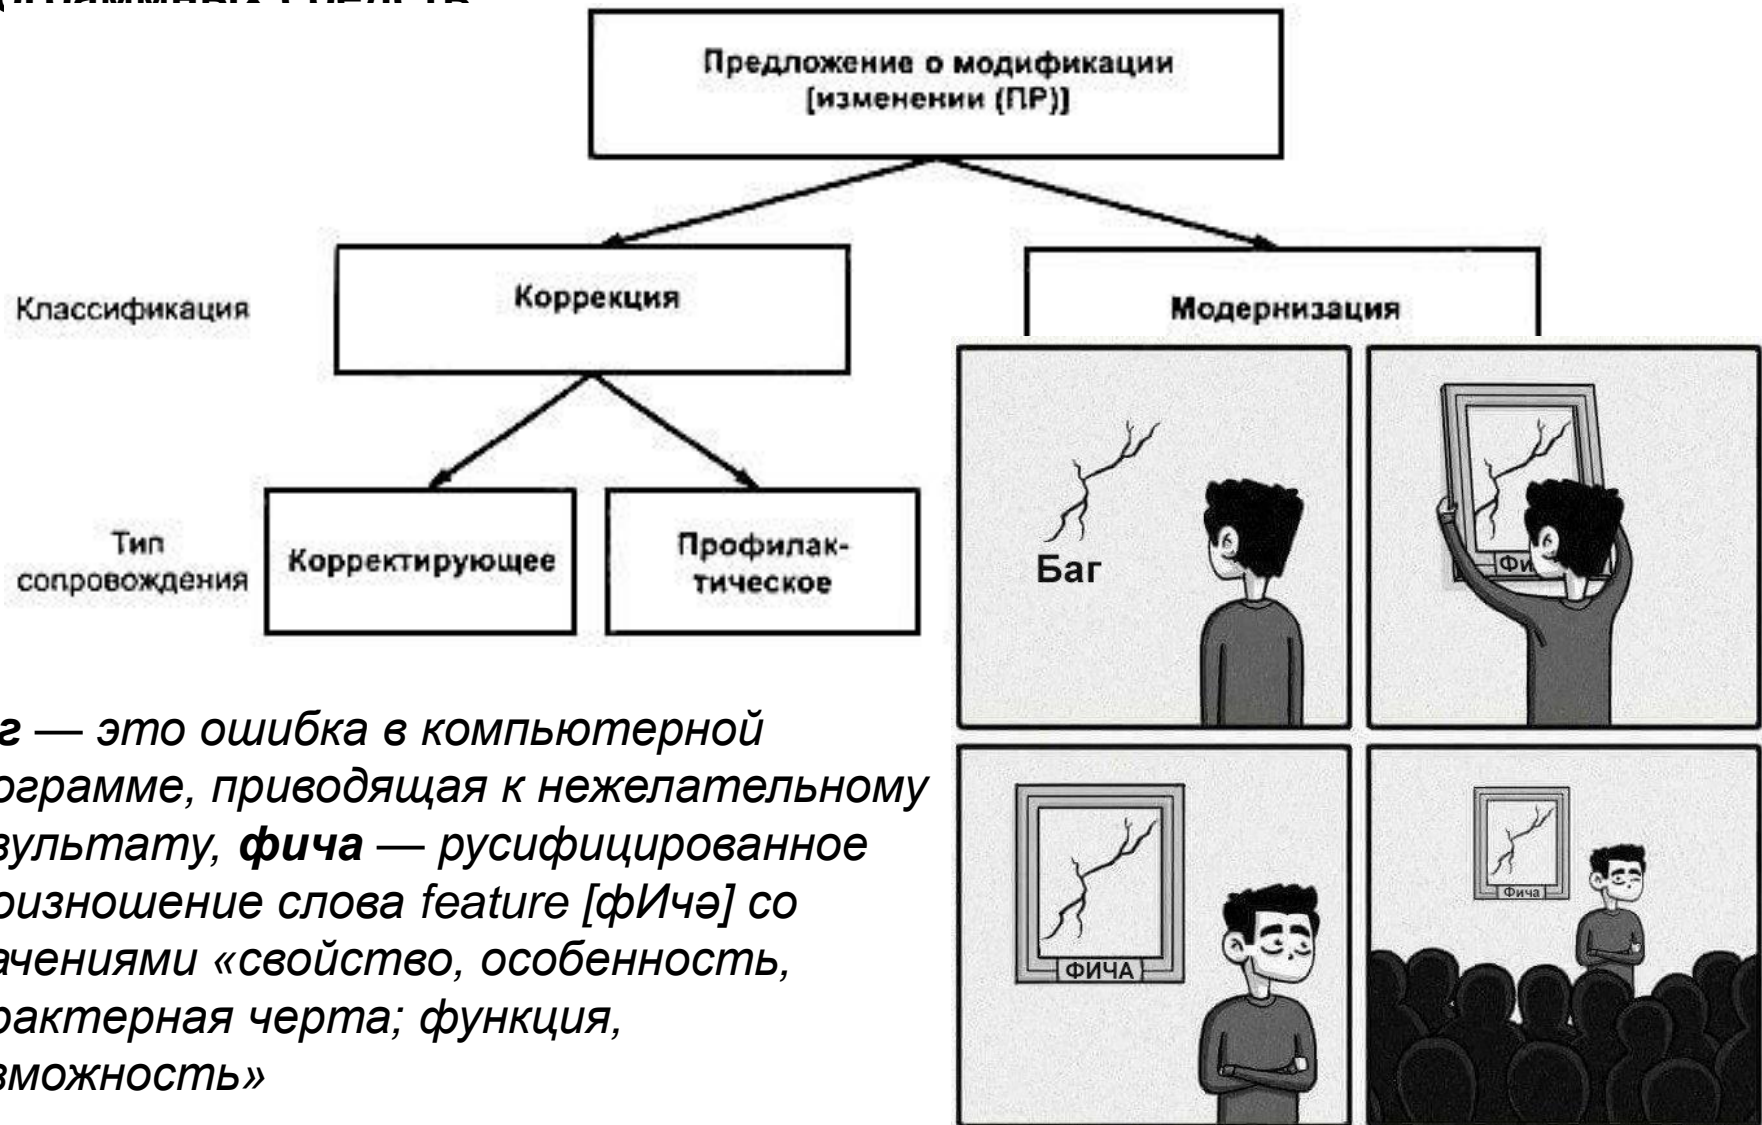 Предложение о модификации
[изменении (ПР)]
Классификация
Коррекция
Модернизация
Тип
сопровождения
Корректирующее
Профилак-
тическое
Баг
Фи
ФИЧА
Фича
г — это ошибка в компьютерной
ограмме, приводящая к нежелательному
зультату, фича — русифицированное
оизношение слова feature [фИчә] со
ачениями «свойство, особенность,
рактерная черта; функция,
зможность»